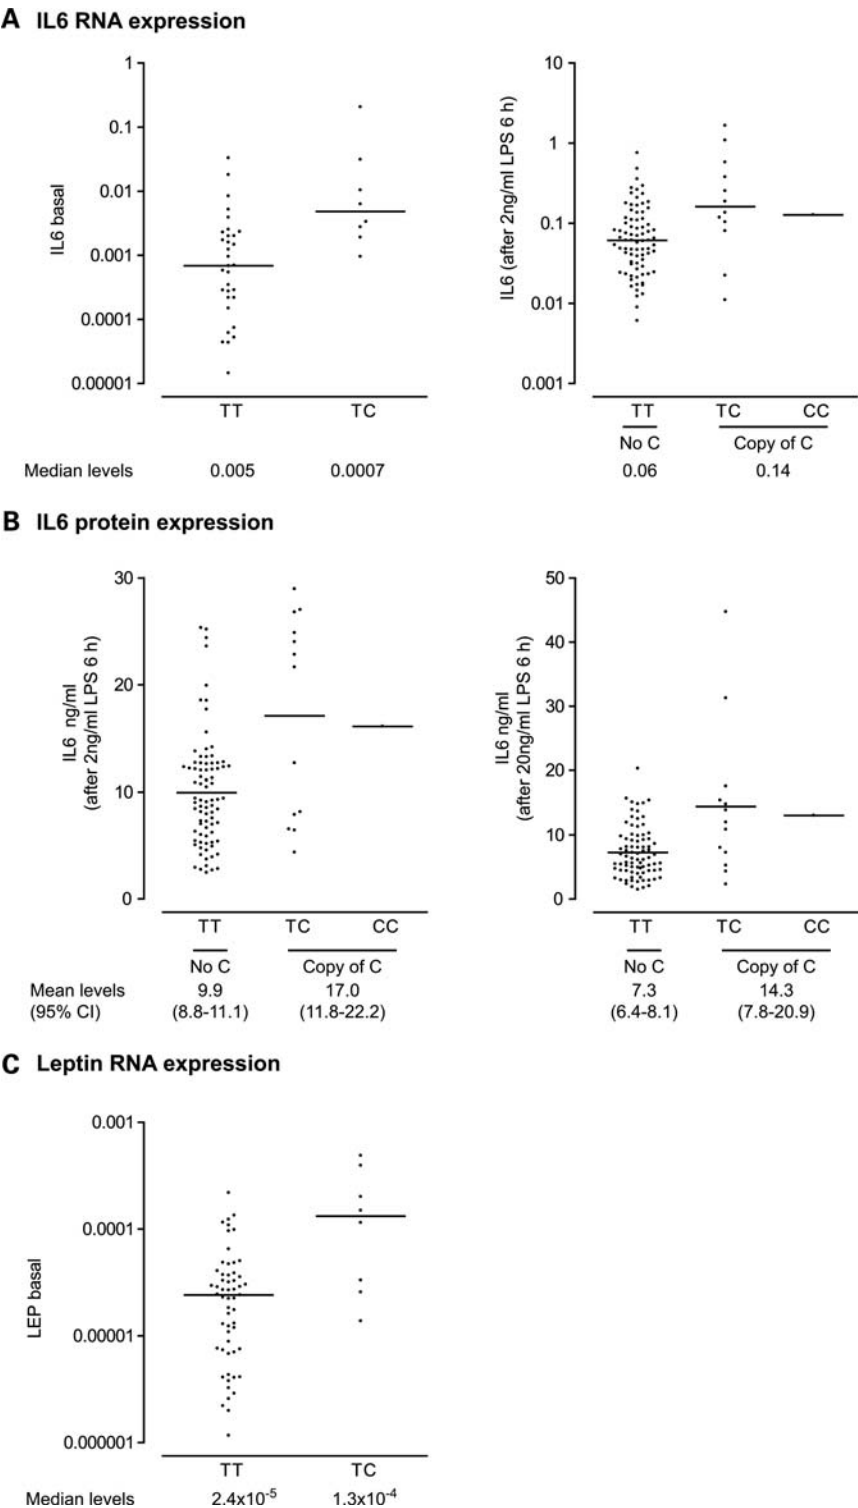 A IL6 RNA expression
IL6 basal
1
0.1
0.01
0.001
0.0001
0.00001
TT TC
Median levels 0.005 0.0007
IL6 (after 2ng/ml LPS 6 h)
10
1
0.1
0.01
0.001
TT TC CC
No C Copy of C
0.06 0.14
B IL6 protein expression
IL6 ng/ml
(after 2ng/ml LPS 6 h)
30
20
10
0
TT TC CC
No C Copy of C
Mean levels 9.9 17.0
(95% CI) (8.8-11.1) (11.8-22.2)
IL6 ng/ml
(after 20ng/ml LPS 6 h)
50
40
30
20
10
0
TT TC CC
No C Copy of C
7.3 14.3
(6.4-8.1) (7.8-20.9)
C Leptin RNA expression
LEP basal
0.001
0.0001
0.00001
0.000001
TT TC
Median levels 2.4x10⁻⁵ 1.3x10⁻⁴